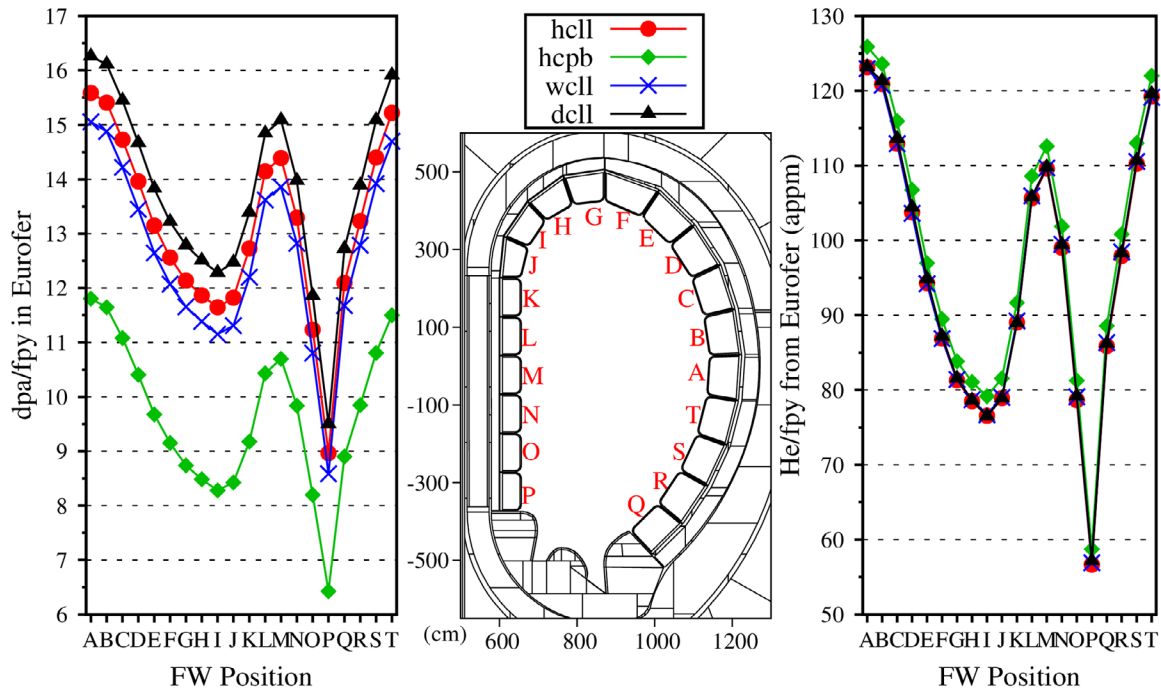 dpa/fpy in Eurofer
17
16
15
14
13
12
11
10
9
8
7
6
ABCDEFGHIJKLMNOPQRST
FW Position
hcll
hcpb
wcll
dcll
500
300
100
-100
-300
-500
(cm)
600
800
1000
1200
G
F
H
E
I
D
J
C
K
B
L
A
M
T
N
S
O
R
P
Q
He/fpy from Eurofer (appm)
130
120
110
100
90
80
70
60
50
ABCDEFGHIJKLMNOPQRST
FW Position